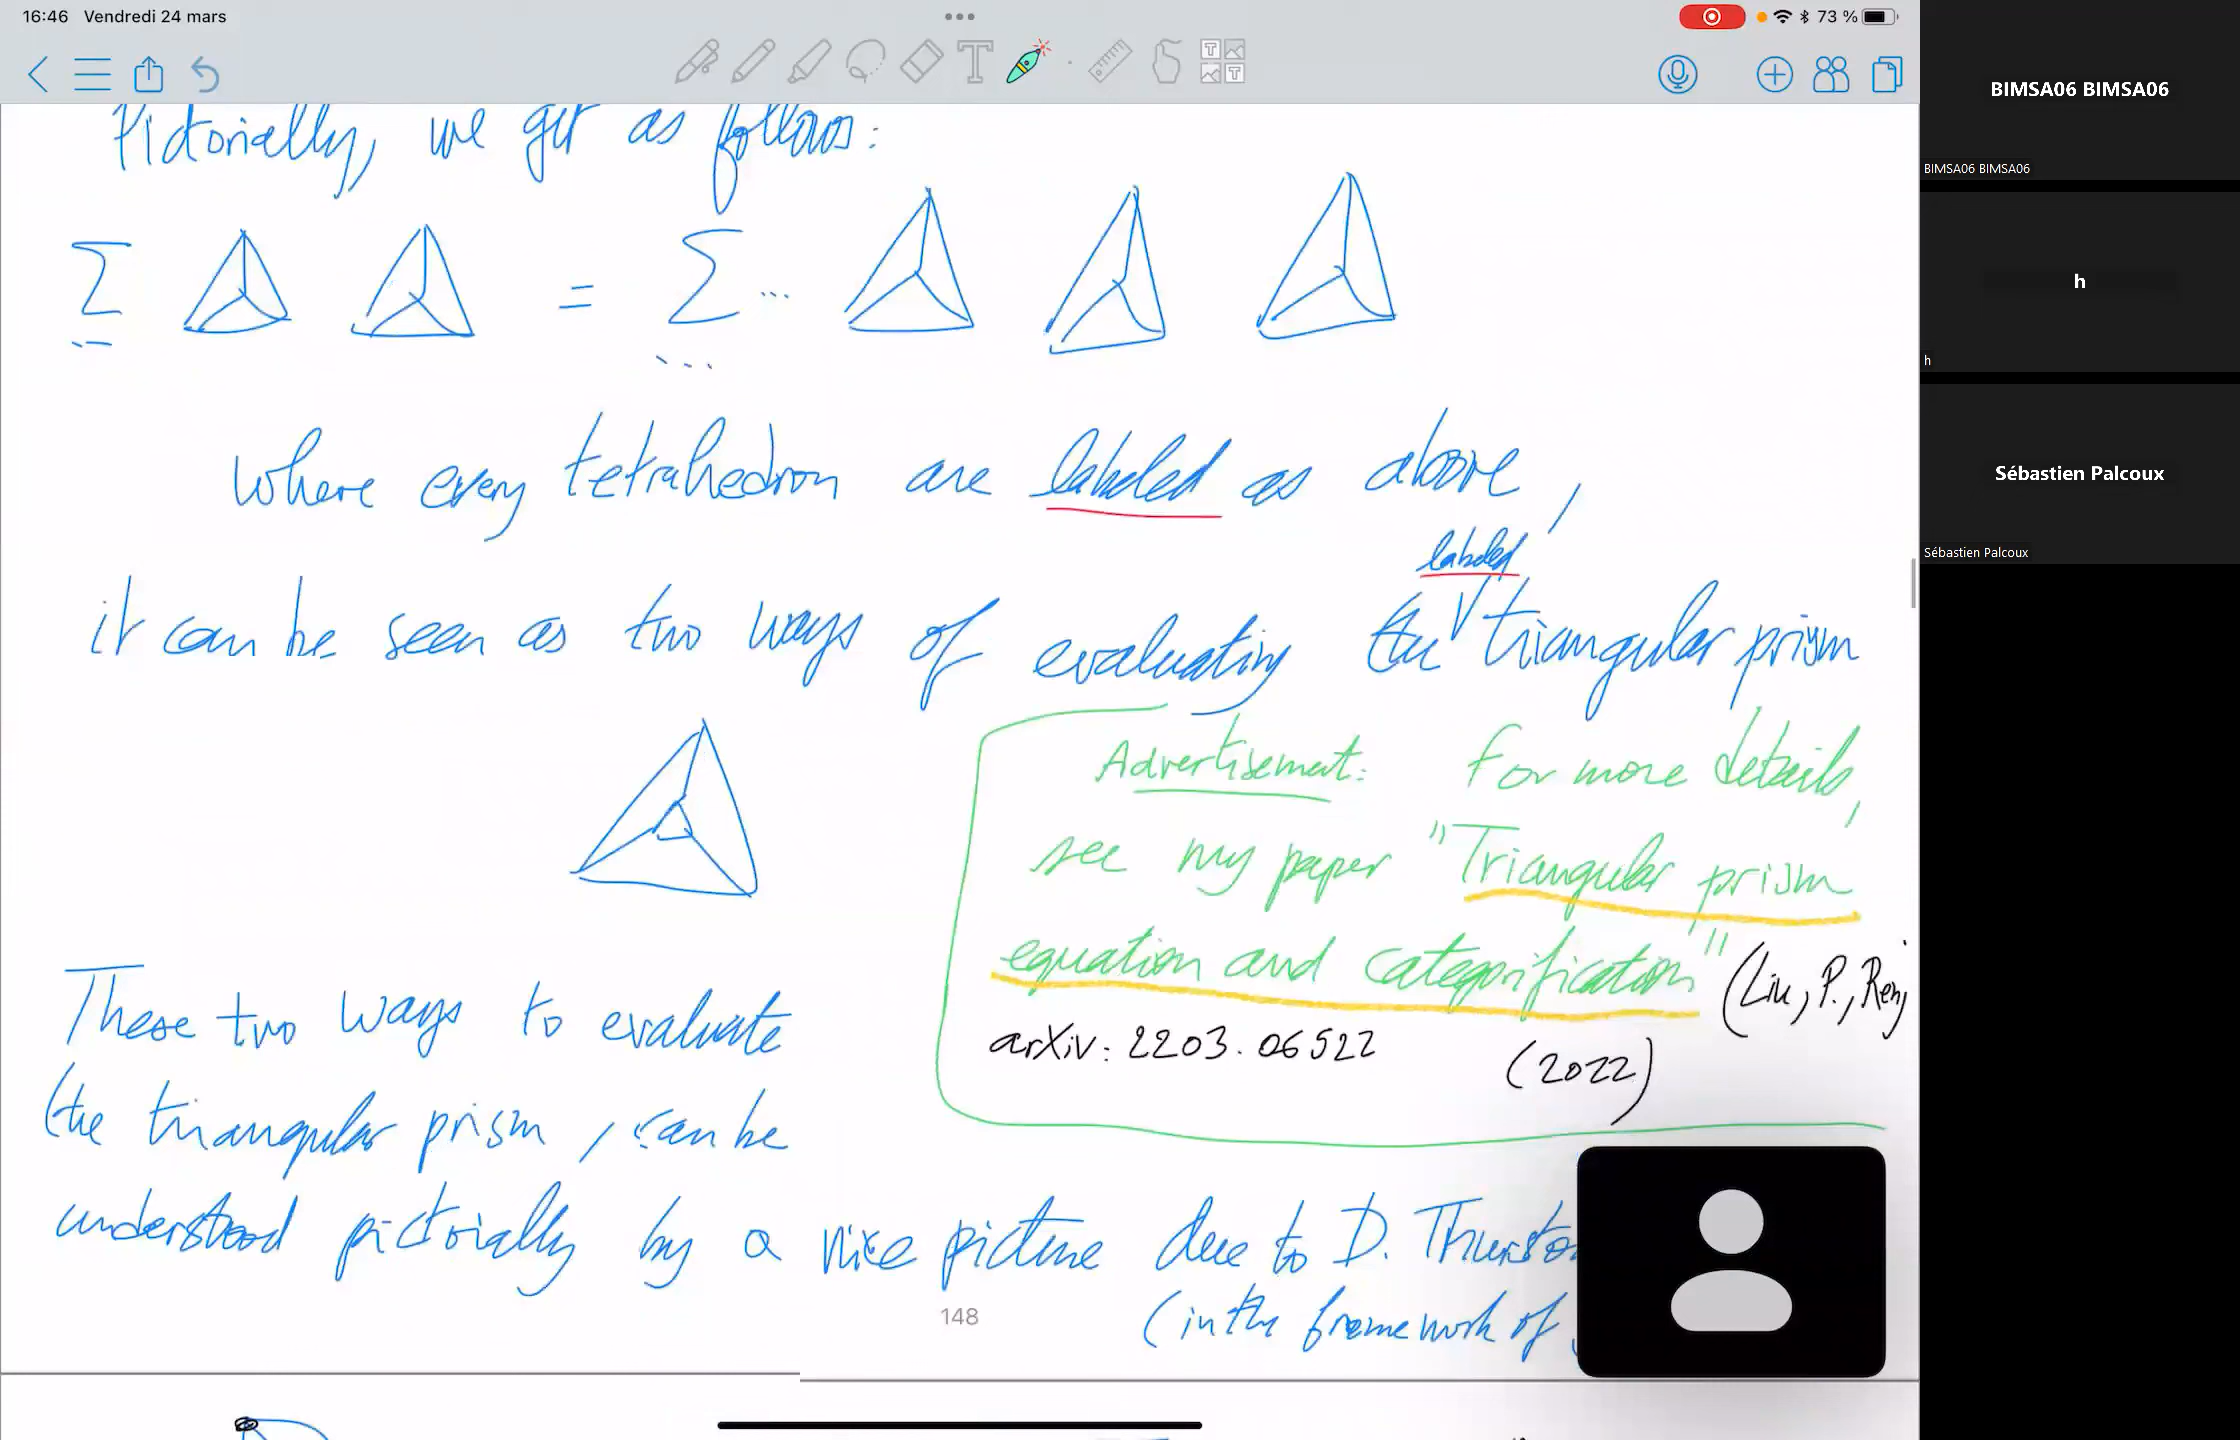 16:46 Vendredi 24 mars
73 %
Pictorially, we get as follows:
Σ = Σ ...
where every tetrahedron are labeled as above,
labeled
it can be seen as two ways of evaluating the triangular prism
Advertisement: For more details,
see my paper "Triangular prism
equation and categorification" (Liu, P., Ren,
arXiv: 2203.06522 (2022)
These two ways to evaluate
the triangular prism, can be
understood pictorially by a nice picture due to D. Thurston
(in the framework of
148
BIMSA06 BIMSA06
BIMSA06 BIMSA06
h
h
Sébastien Palcoux
Sébastien Palcoux